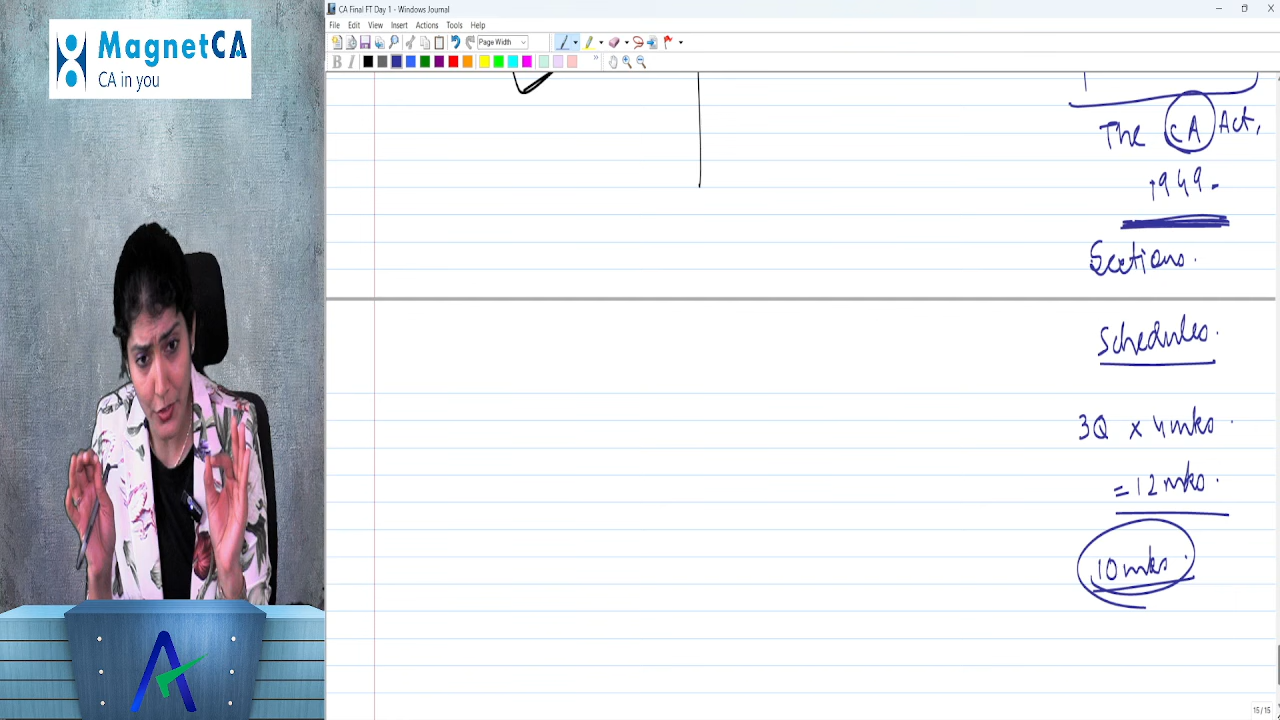 MagnetCA
CA in you
CA Final FT Day 1 - Windows Journal
File Edit View Insert Actions Tools Help
Page Width
B I
The CA Act,
1949.
Sections.
Schedules.
3Q x 4mks.
= 12 mks.
10 mks.
15/15